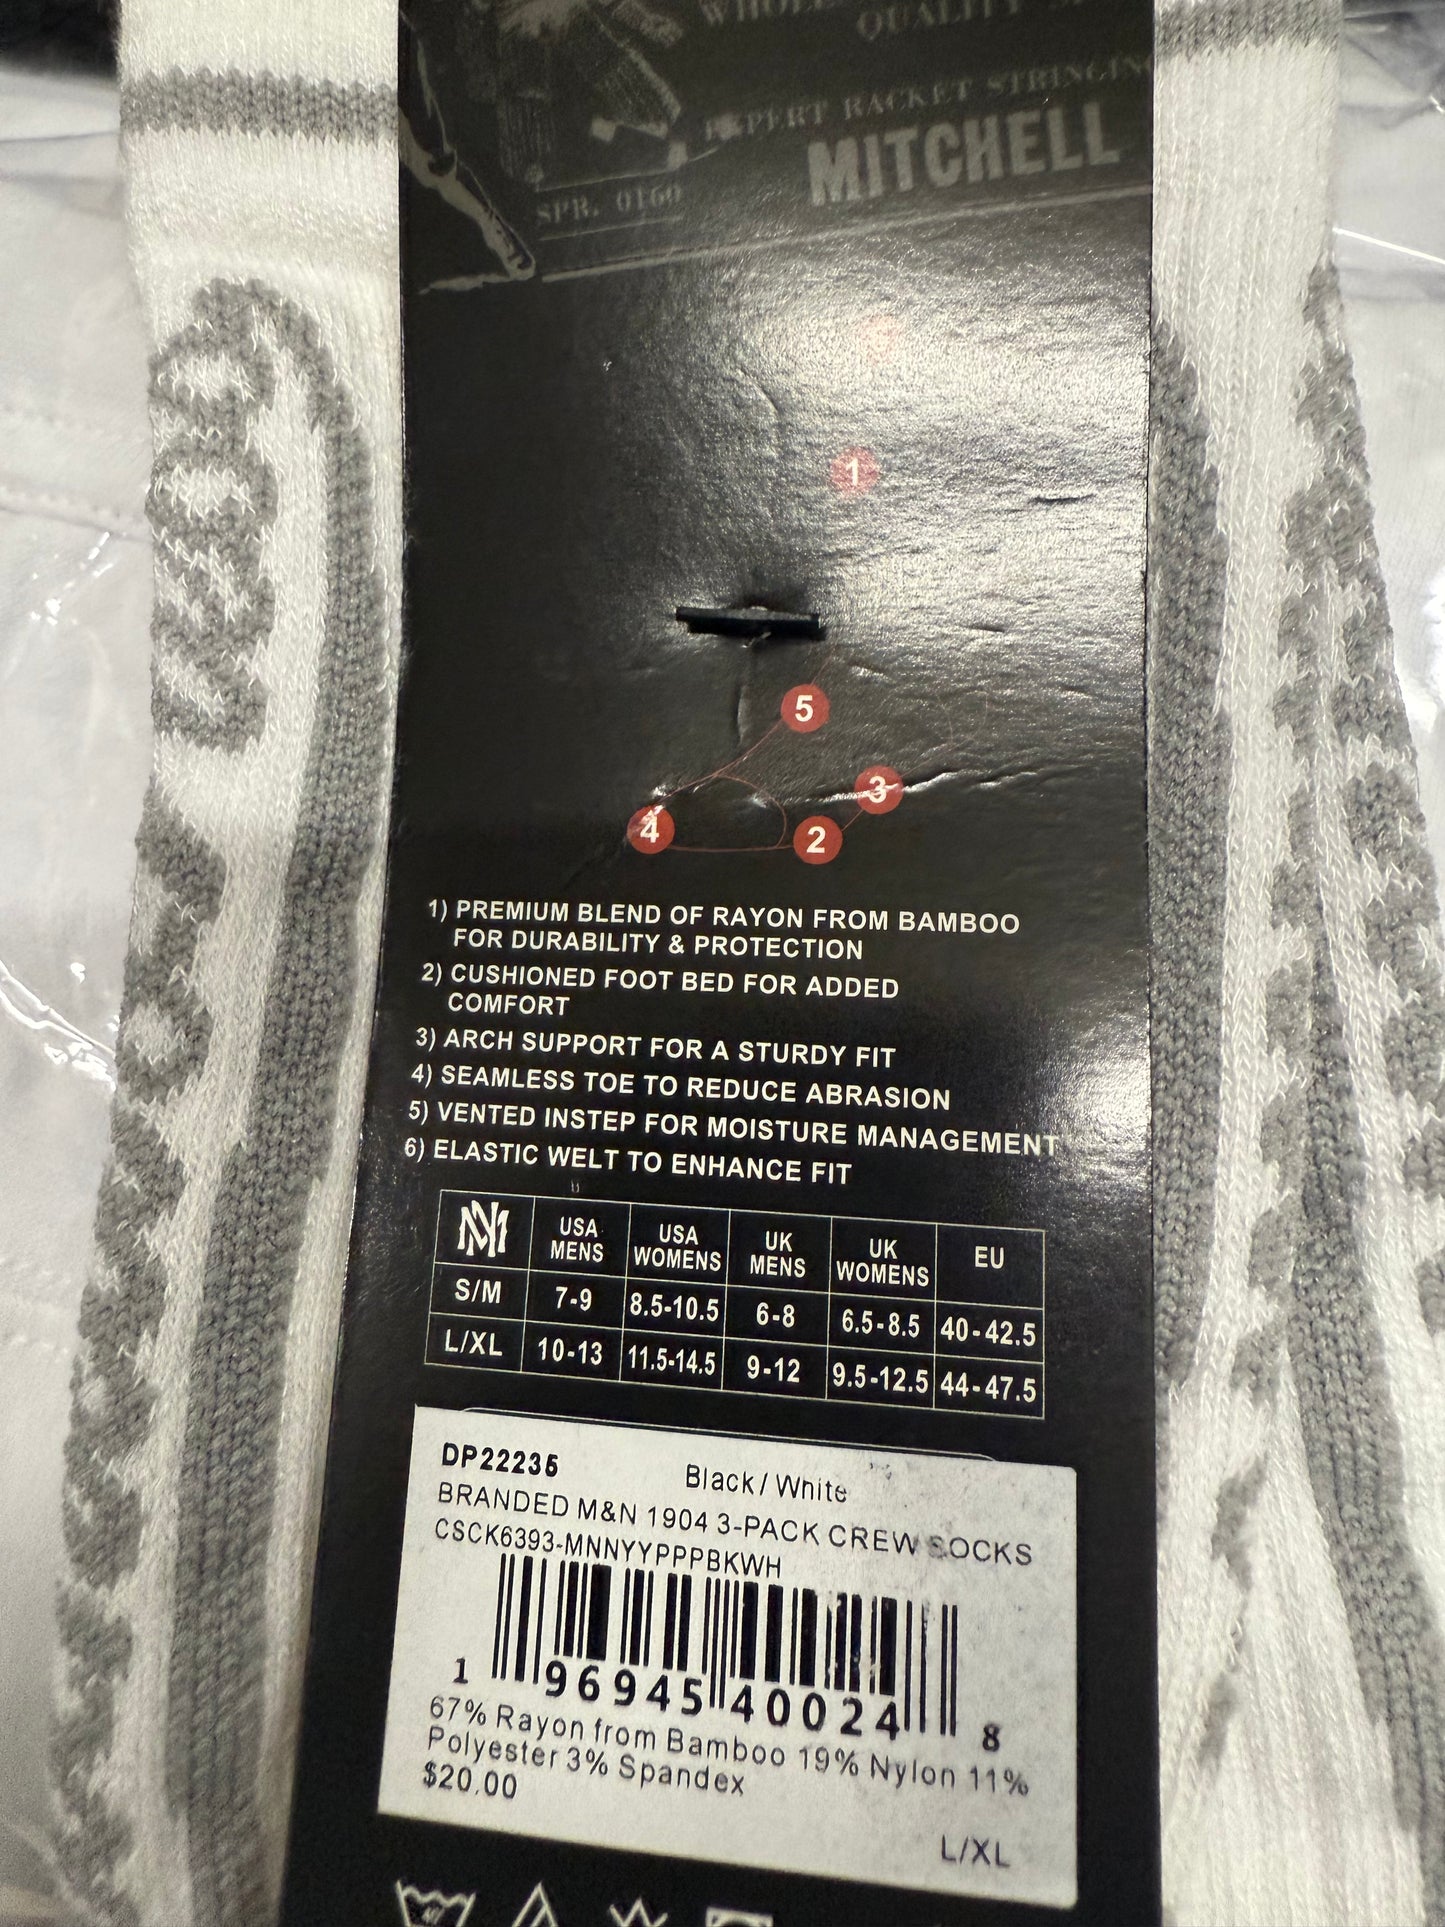 QUALITY
EXPERT RACKET STRINGING
MITCHELL
SPR. 0160
1
5
3
4
2
1) PREMIUM BLEND OF RAYON FROM BAMBOO
FOR DURABILITY & PROTECTION
2) CUSHIONED FOOT BED FOR ADDED
COMFORT
3) ARCH SUPPORT FOR A STURDY FIT
4) SEAMLESS TOE TO REDUCE ABRASION
5) VENTED INSTEP FOR MOISTURE MANAGEMENT
6) ELASTIC WELT TO ENHANCE FIT
USA MENS USA WOMENS UK MENS UK WOMENS EU
S/M 7-9 8.5-10.5 6-8 6.5-8.5 40-42.5
L/XL 10-13 11.5-14.5 9-12 9.5-12.5 44-47.5
DP22235 Black / White
BRANDED M&N 1904 3-PACK CREW SOCKS
CSCK6393-MNNYYPPPBKWH
1 96945 40024 8
67% Rayon from Bamboo 19% Nylon 11%
Polyester 3% Spandex
$20.00
L/XL